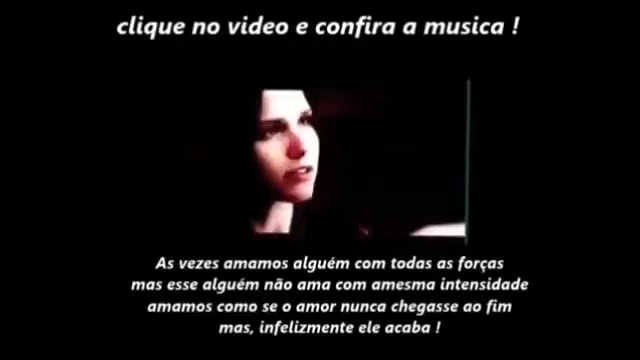 clique no video e confira a musica !
As vezes amamos alguém com todas as forças
mas esse alguém não ama com amesma intensidade
amamos como se o amor nunca chegasse ao fim
mas, infelizmente ele acaba !